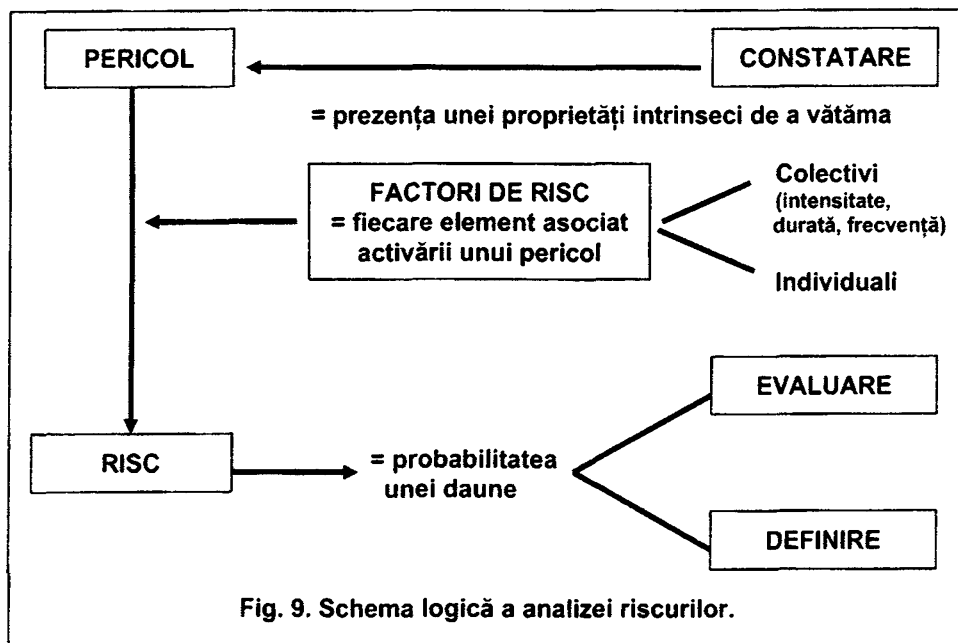 PERICOL
CONSTATARE
= prezența unei proprietăți intrinseci de a vătăma
FACTORI DE RISC
= fiecare element asociat
activării unui pericol
Colectivi
(intensitate,
durată, frecvență)
Individuali
EVALUARE
RISC
= probabilitatea
unei daune
DEFINIRE
Fig. 9. Schema logică a analizei riscurilor.